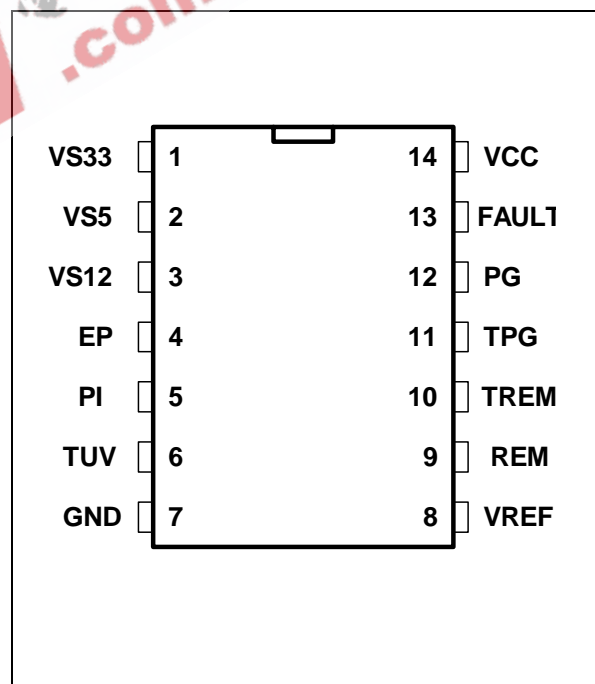 .com
VS33 1 14 VCC
VS5 2 13 FAULT
VS12 3 12 PG
EP 4 11 TPG
PI 5 10 TREM
TUV 6 9 REM
GND 7 8 VREF